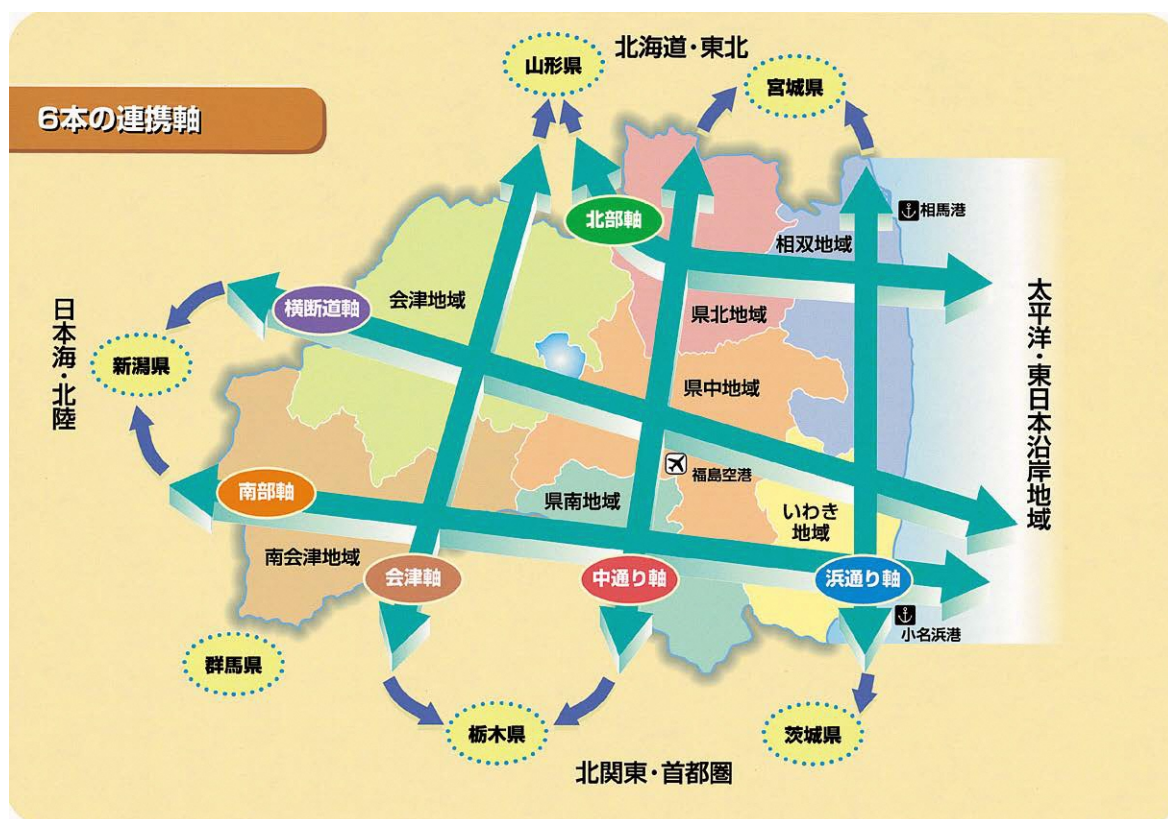 6本の連携軸
北海道・東北
山形県
宮城県
北部軸
相馬港
相双地域
横断道軸
会津地域
県北地域
日本海・北陸
新潟県
太平洋・東日本沿岸地域
県中地域
福島空港
南部軸
県南地域
いわき
地域
南会津地域
会津軸
中通り軸
浜通り軸
小名浜港
群馬県
栃木県
茨城県
北関東・首都圏